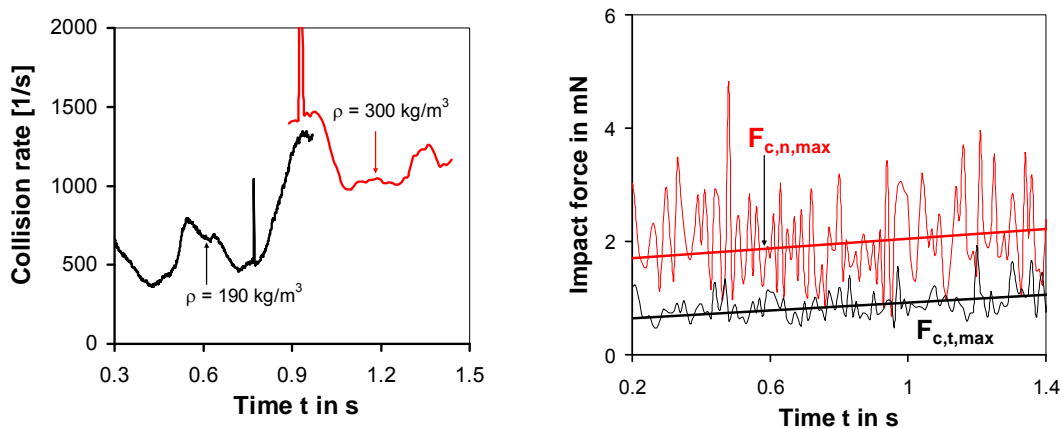 Collision rate [1/s]
2000
1500
1000
500
0
0.3 0.6 0.9 1.2 1.5
Time t in s
ρ = 300 kg/m³
ρ = 190 kg/m³
Impact force in mN
6
4
2
0
0.2 0.6 1 1.4
Time t in s
F_c,n,max
F_c,t,max